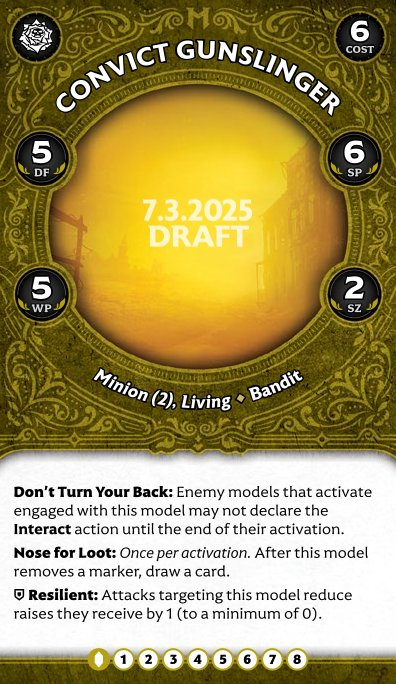 M
6
COST
CONVICT GUNSLINGER
5
DF
6
SP
7.3.2025
DRAFT
5
WP
2
SZ
Minion (2), Living ♦ Bandit
Don't Turn Your Back: Enemy models that activate
engaged with this model may not declare the
Interact action until the end of their activation.
Nose for Loot: Once per activation. After this model
removes a marker, draw a card.
Resilient: Attacks targeting this model reduce
raises they receive by 1 (to a minimum of 0).
1 2 3 4 5 6 7 8